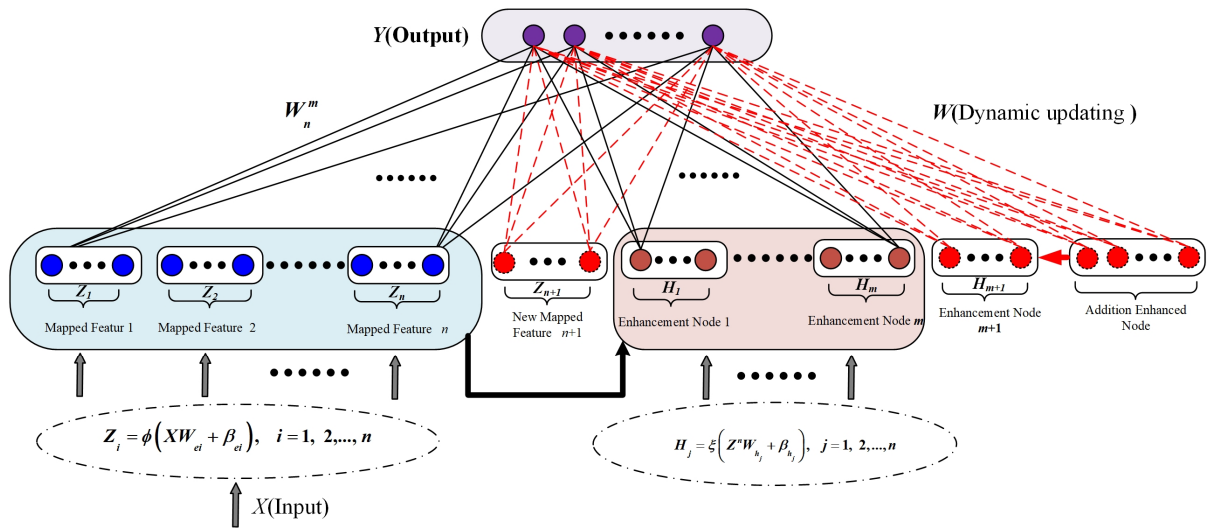 Y(Output)
W_n^m
W(Dynamic updating )
Z_1
Z_2
Z_n
Z_{n+1}
H_1
H_m
H_{m+1}
Mapped Featur 1
Mapped Feature 2
Mapped Feature n
New Mapped
Feature n+1
Enhancement Node 1
Enhancement Node m
Enhancement Node
m+1
Addition Enhanced
Node
Z_i = ϕ(XW_{ei} + β_{ei}), i = 1, 2,..., n
H_j = ξ(Z^n W_{h_j} + β_{h_j}), j = 1, 2,..., n
X(Input)